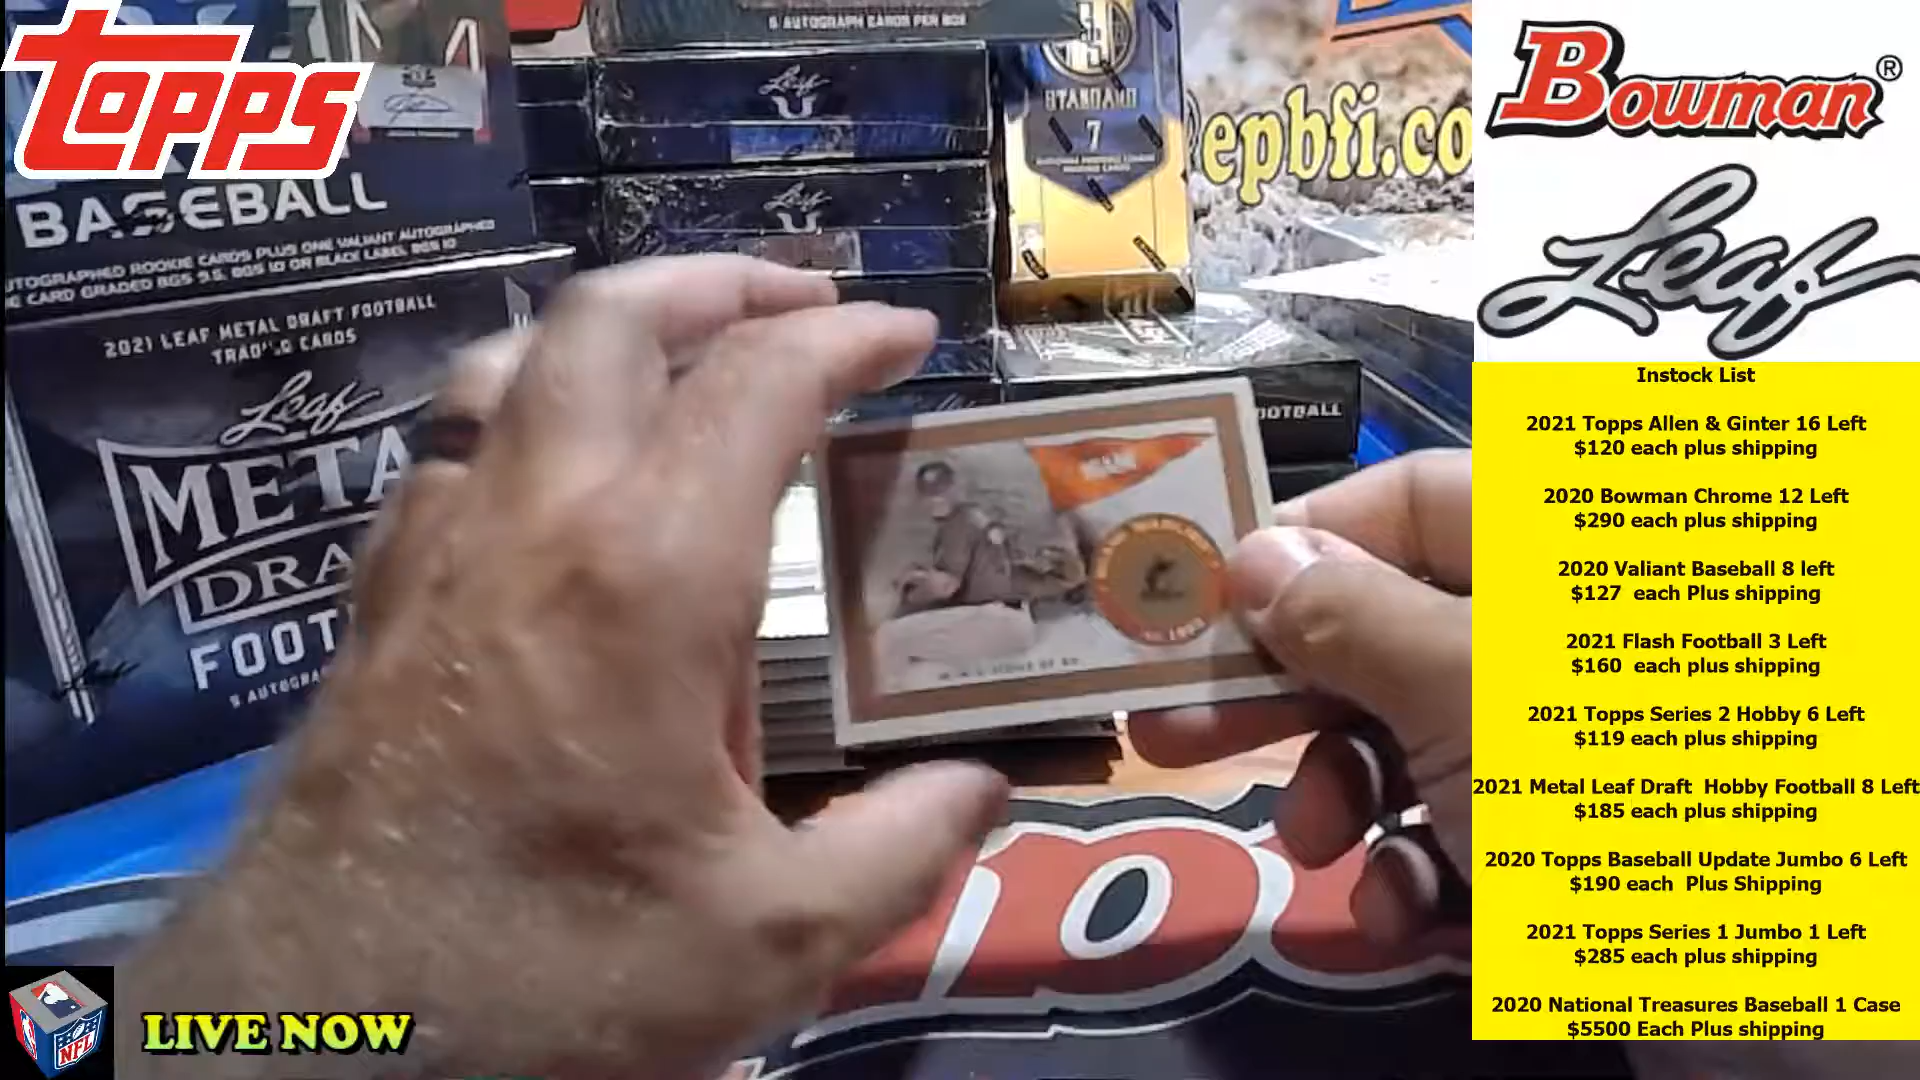 TOPPS
BASEBALL
AUTOGRAPHED ROOKIE CARDS PLUS ONE VALIANT AUTOGRAPHED
CARD GRADED BGS 9.5, BGS 10 OR BLACK LABEL BGS 10
2021 LEAF METAL DRAFT FOOTBALL
TRADING CARDS
Leaf
META
DRA
FOOT
5 AUTOGRA
5 AUTOGRAPH CARDS PER BOX
Leaf
Leaf
STANDARD
7
epbfi.co
FOOTBALL
LIVE NOW
NFL
Bowman®
Leaf
Instock List
2021 Topps Allen & Ginter 16 Left
$120 each plus shipping
2020 Bowman Chrome 12 Left
$290 each plus shipping
2020 Valiant Baseball 8 left
$127 each Plus shipping
2021 Flash Football 3 Left
$160 each plus shipping
2021 Topps Series 2 Hobby 6 Left
$119 each plus shipping
2021 Metal Leaf Draft Hobby Football 8 Left
$185 each plus shipping
2020 Topps Baseball Update Jumbo 6 Left
$190 each Plus Shipping
2021 Topps Series 1 Jumbo 1 Left
$285 each plus shipping
2020 National Treasures Baseball 1 Case
$5500 Each Plus shipping